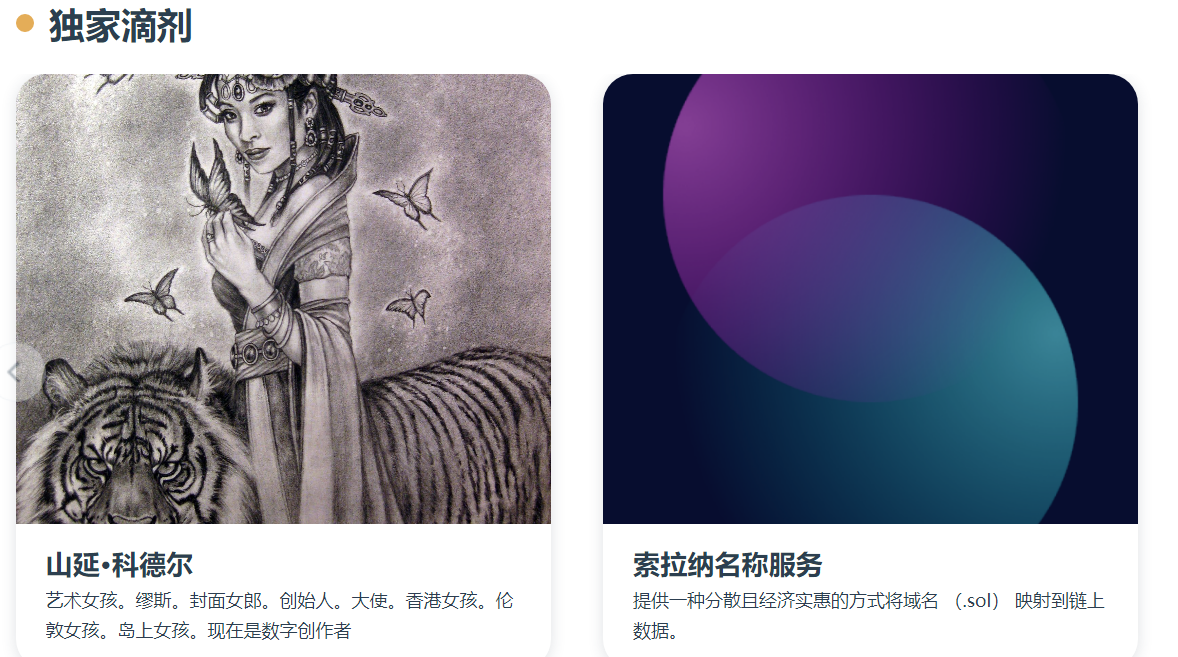 独家滴剂
山延•科德尔
艺术女孩。缪斯。封面女郎。创始人。大使。香港女孩。伦
敦女孩。岛上女孩。现在是数字创作者
索拉纳名称服务
提供一种分散且经济实惠的方式将域名 （.sol） 映射到链上
数据。